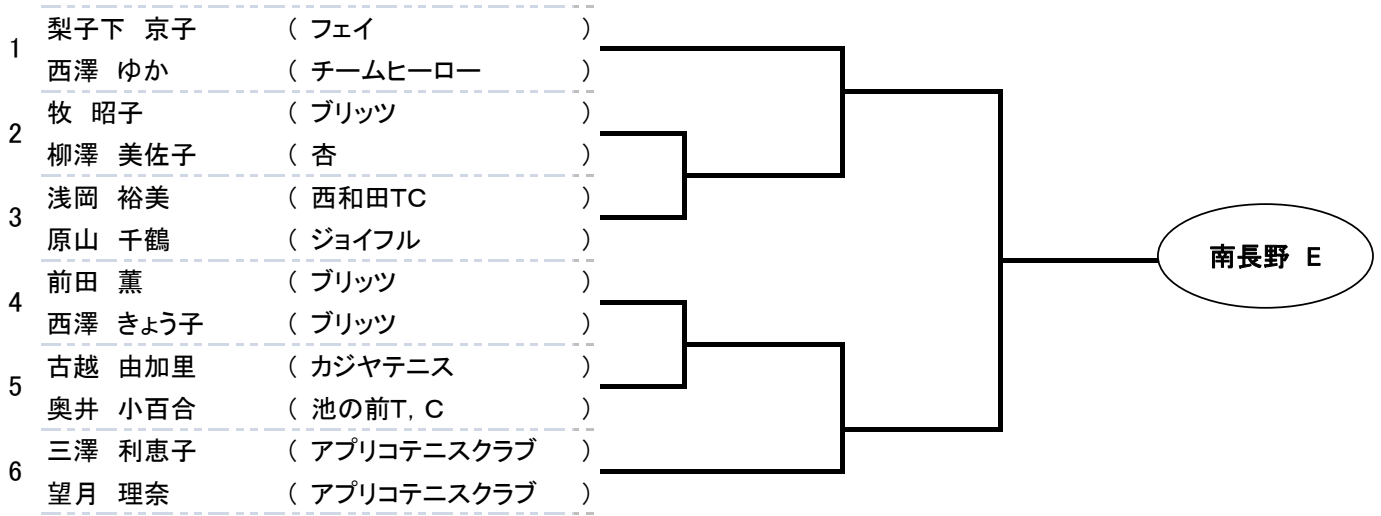 1
梨子下 京子 ( フェイ )
西澤 ゆか ( チームヒーロー )
2
牧 昭子 ( ブリッツ )
柳澤 美佐子 ( 杏 )
3
浅岡 裕美 ( 西和田TC )
原山 千鶴 ( ジョイフル )
4
前田 薫 ( ブリッツ )
西澤 きょう子 ( ブリッツ )
5
古越 由加里 ( カジヤテニス )
奥井 小百合 ( 池の前T,C )
6
三澤 利恵子 ( アプリコテニスクラブ )
望月 理奈 ( アプリコテニスクラブ )
南長野 E